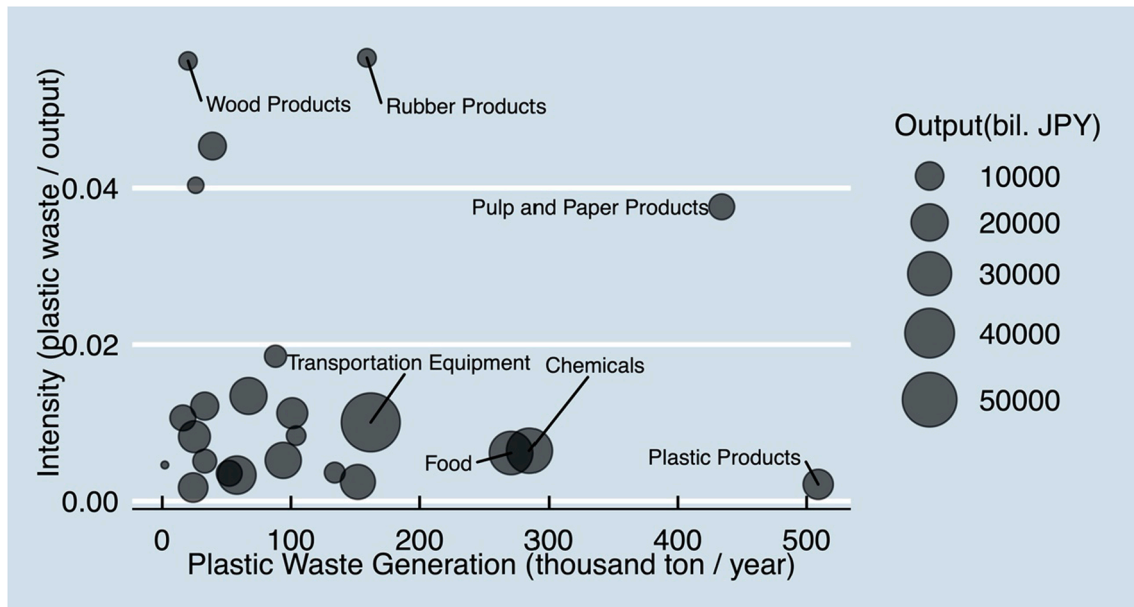 Wood Products
Rubber Products
Output(bil. JPY)
10000
20000
30000
40000
50000
0.04
Pulp and Paper Products
0.02
Transportation Equipment
Chemicals
Food
Plastic Products
0.00
Intensity (plastic waste / output)
0 100 200 300 400 500
Plastic Waste Generation (thousand ton / year)